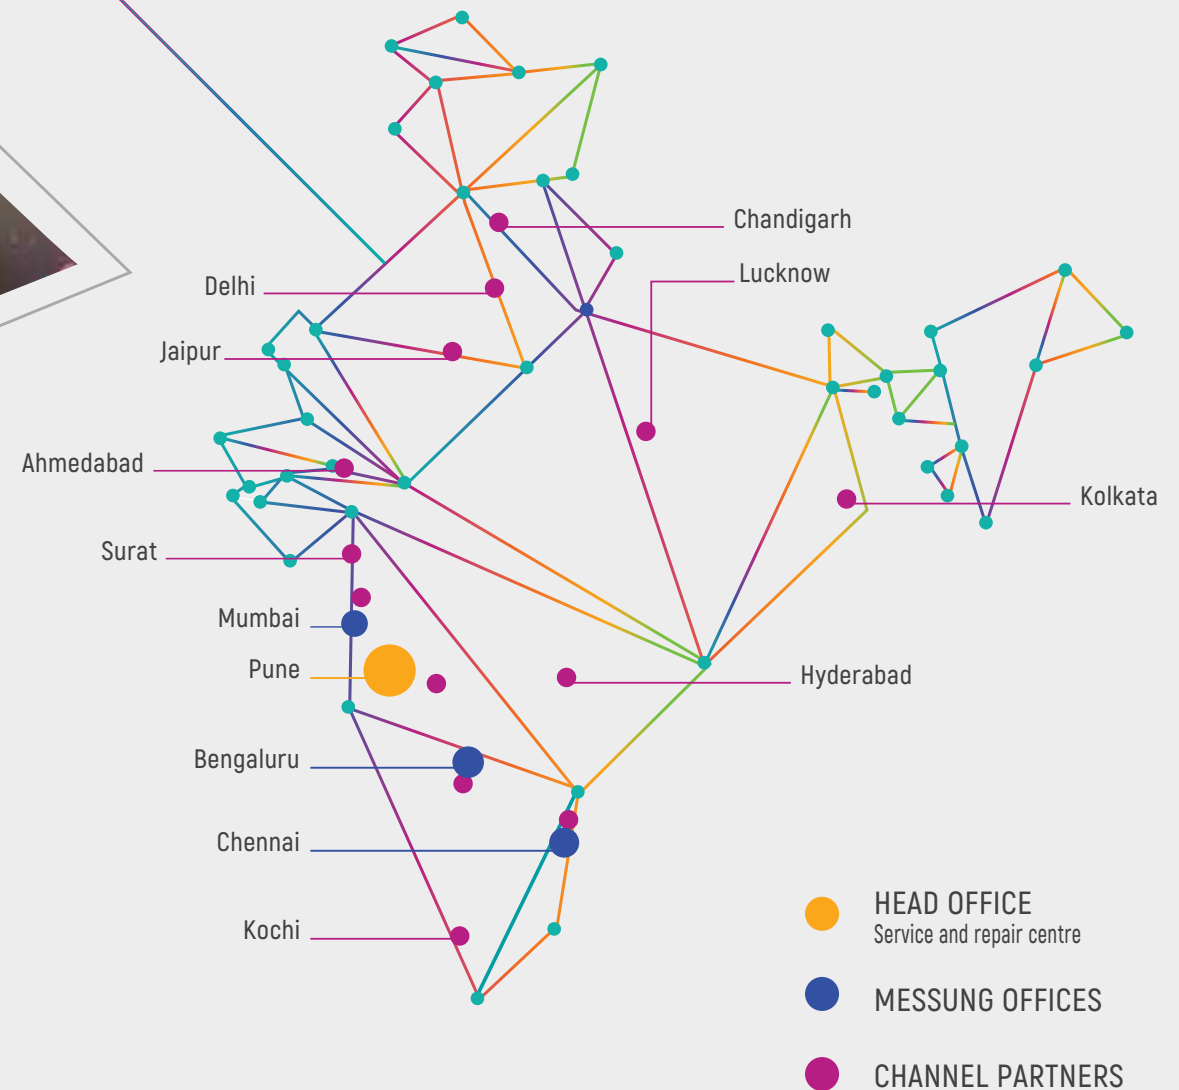 Chandigarh
Lucknow
Delhi
Jaipur
Ahmedabad
Kolkata
Surat
Mumbai
Pune
Hyderabad
Bengaluru
Chennai
Kochi
HEAD OFFICE
Service and repair centre
MESSUNG OFFICES
CHANNEL PARTNERS